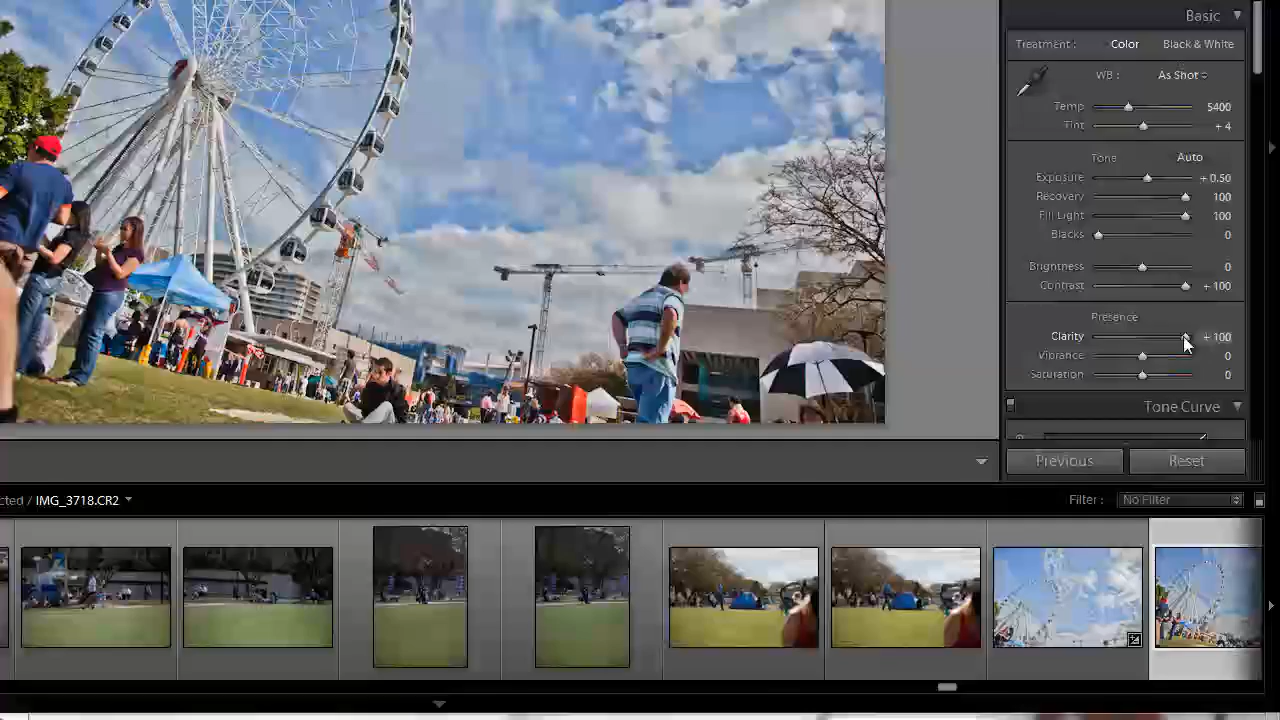 Basic
Treatment : Color Black & White
WB : As Shot
Temp 5400
Tint + 4
Tone Auto
Exposure + 0.50
Recovery 100
Fill Light 100
Blacks 0
Brightness 0
Contrast + 100
Presence
Clarity + 100
Vibrance 0
Saturation 0
Tone Curve
Previous Reset
cted / IMG_3718.CR2 Filter : No Filter